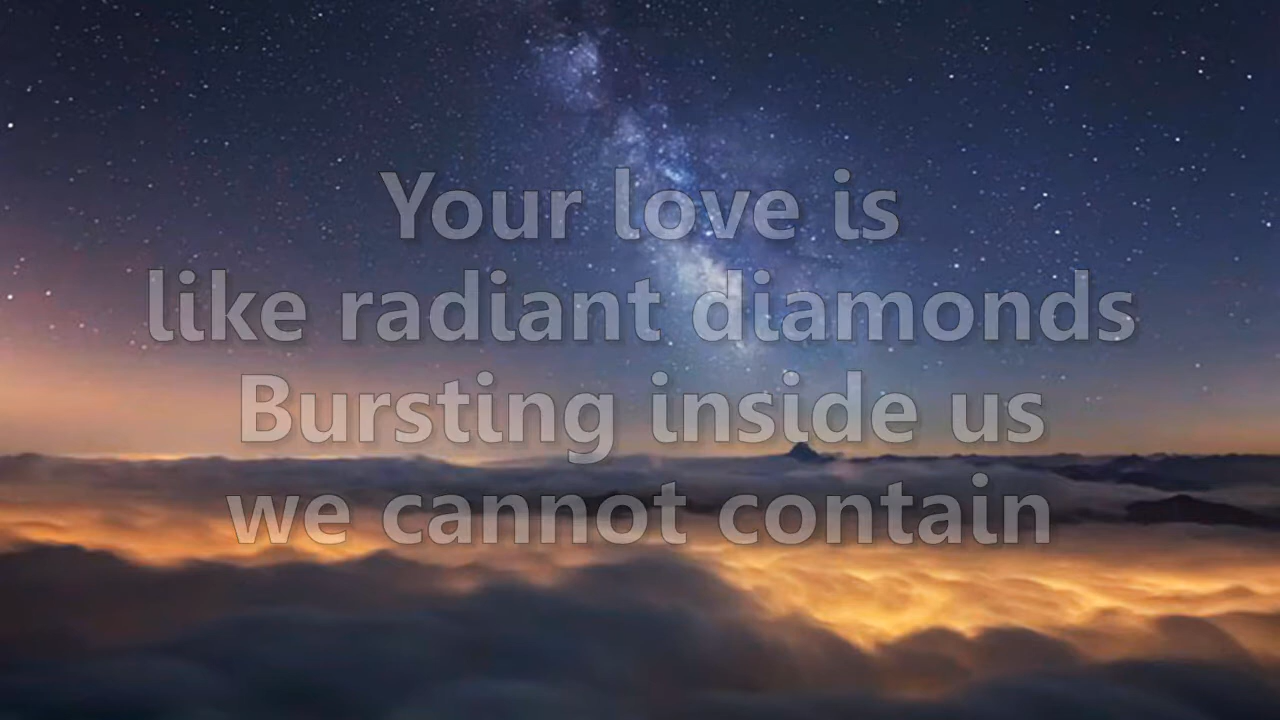 Your love is
like radiant diamonds
Bursting inside us
we cannot contain